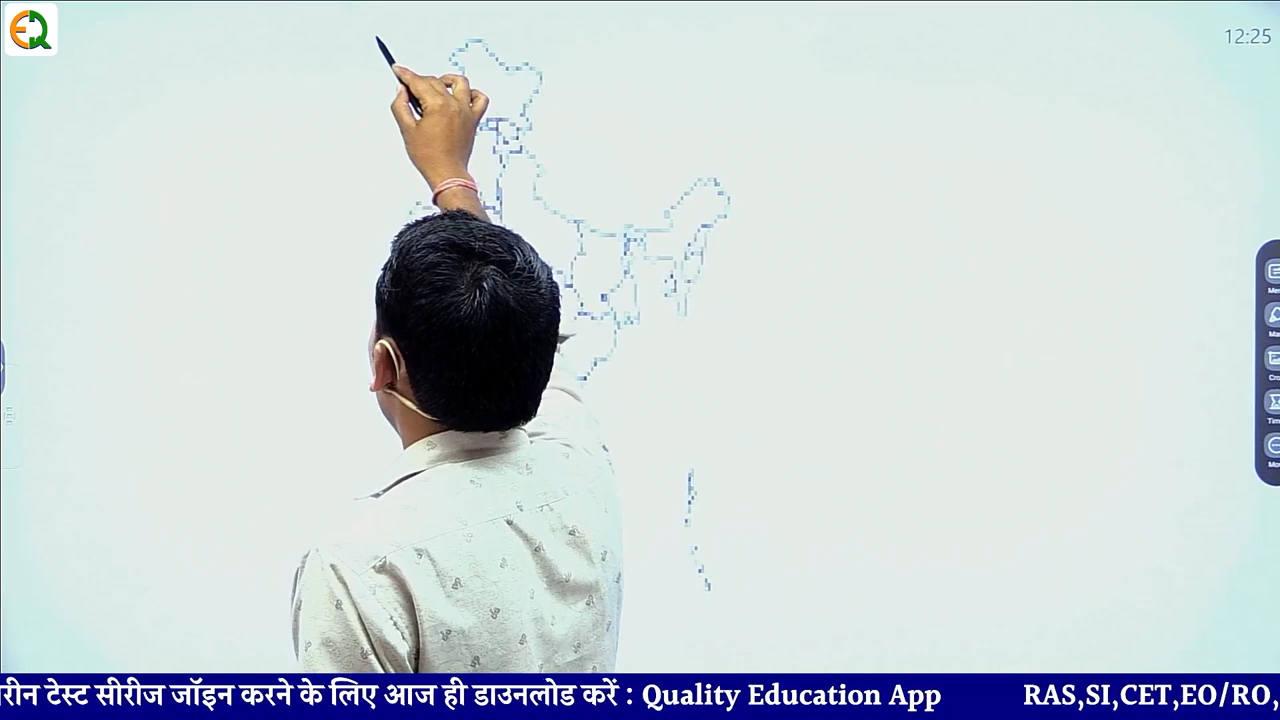 12:25
टेस्ट सीरीज जॉइन करने के लिए आज ही डाउनलोड करें : Quality Education App RAS,SI,CET,EO/RO,